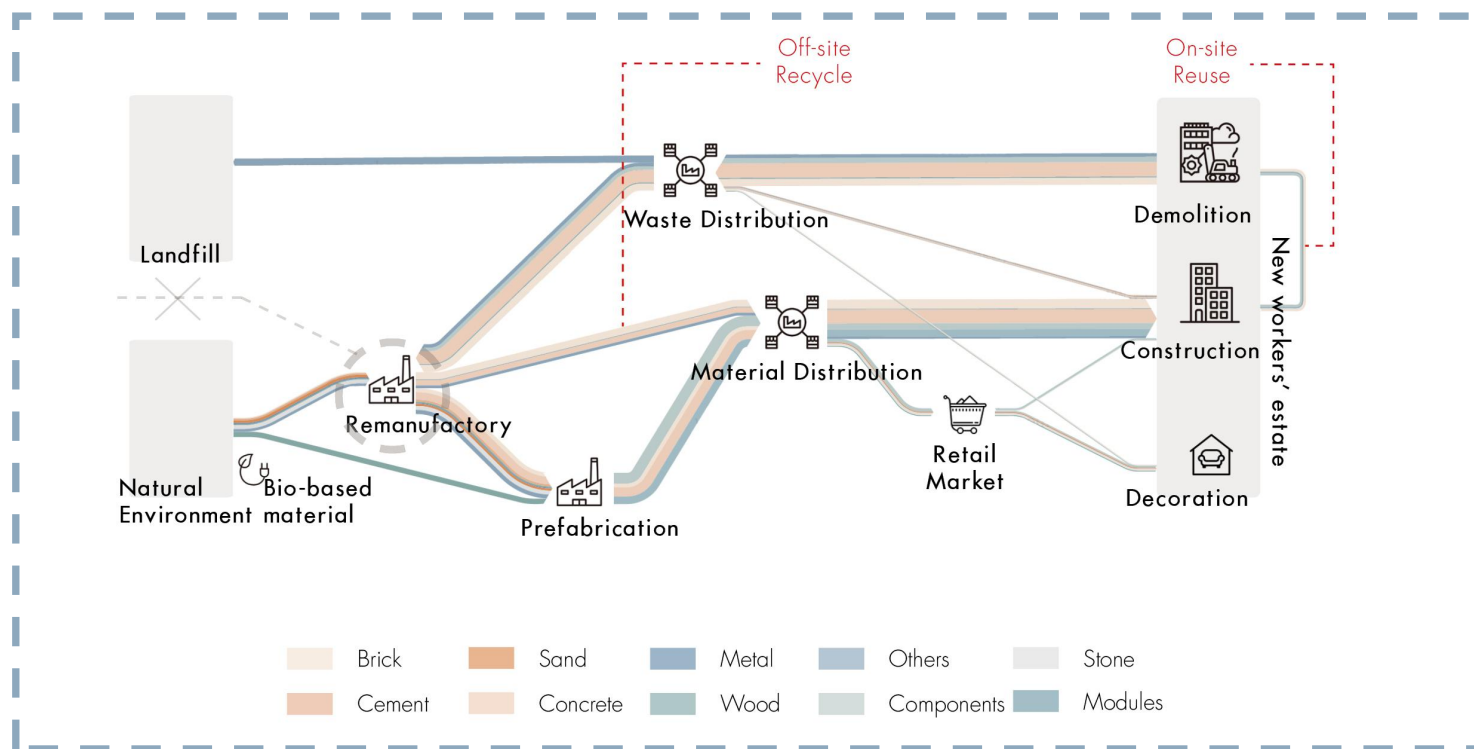 Off-site
Recycle
On-site
Reuse
Waste Distribution
Demolition
Landfill
New workers' estate
Construction
Material Distribution
Remanufactory
Retail
Market
Natural
Environment
Bio-based
material
Decoration
Prefabrication
Brick
Sand
Metal
Others
Stone
Cement
Concrete
Wood
Components
Modules